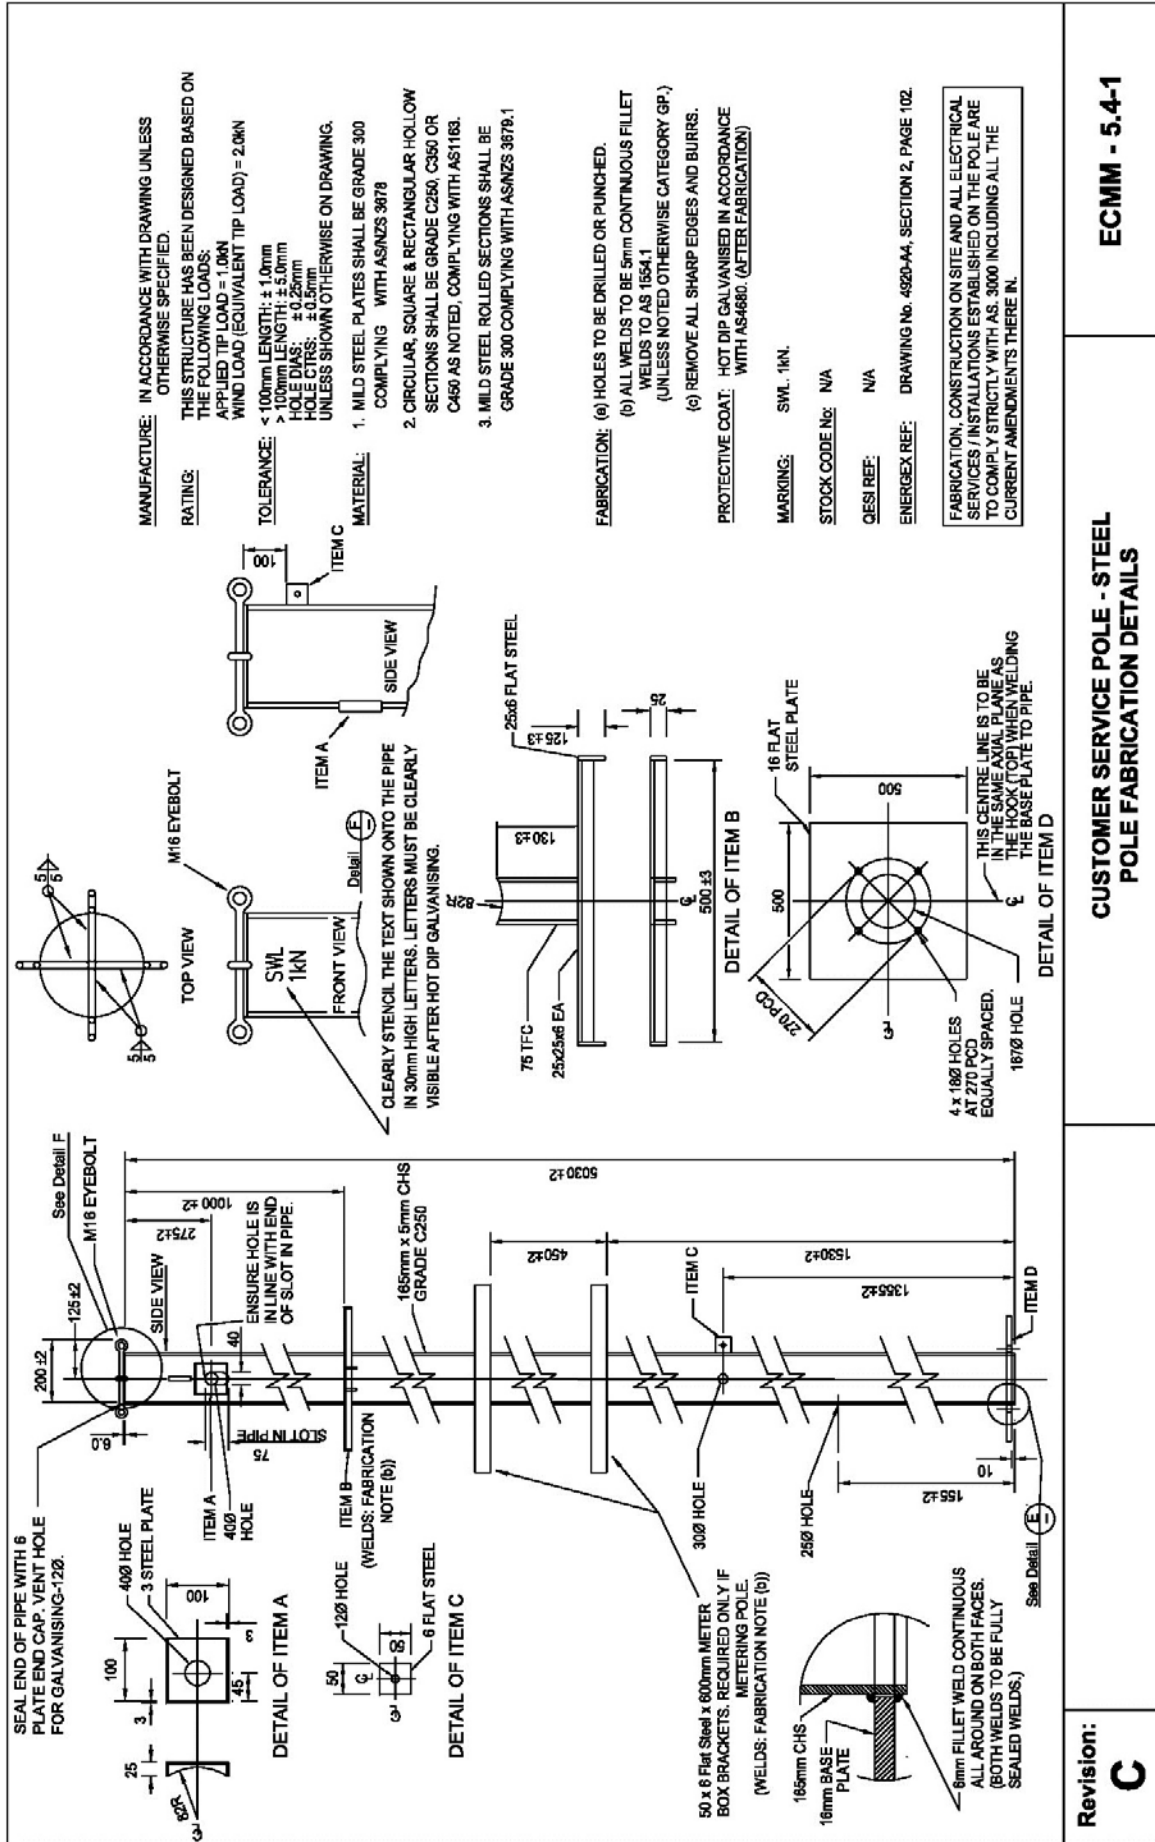 SEAL END OF PIPE WITH 6
PLATE END CAP. VENT HOLE
FOR GALVANISING-12Ø.
25
3
100
40Ø HOLE
3 STEEL PLATE
82R
100
45
3
DETAIL OF ITEM A
50
12Ø HOLE
50
6 FLAT STEEL
DETAIL OF ITEM C
50 x 6 Flat Steel x 600mm METER
BOX BRACKETS. REQUIRED ONLY IF
METERING POLE.
(WELDS: FABRICATION NOTE (b))
165mm CHS
16mm BASE
PLATE
6mm FILLET WELD CONTINUOUS
ALL AROUND ON BOTH FACES.
(BOTH WELDS TO BE FULLY
SEALED WELDS.)
200 ±2
125 ±2
See Detail F
M16 EYEBOLT
6.0
SIDE VIEW
275±2
1000 ±2
5030 ±2
ITEM A
40Ø
HOLE
75
SLOT IN PIPE
40
ENSURE HOLE IS
IN LINE WITH END
OF SLOT IN PIPE.
ITEM B
(WELDS: FABRICATION
NOTE (b))
165mm x 5mm CHS
GRADE C250
450±2
1530±2
30Ø HOLE
ITEM C
1355±2
25Ø HOLE
155±2
10
ITEM D
See Detail
E
5
5
5
5
TOP VIEW
M16 EYEBOLT
SWL
1kN
FRONT VIEW
Detail
F
CLEARLY STENCIL THE TEXT SHOWN ONTO THE PIPE
IN 30mm HIGH LETTERS. LETTERS MUST BE CLEARLY
VISIBLE AFTER HOT DIP GALVANISING.
100
ITEM C
ITEM A
SIDE VIEW
82R
75 TFC
25x25x6 EA
130 ±3
125 ±3
25x6 FLAT STEEL
500 ±3
25
DETAIL OF ITEM B
270 PCD
500
500
16 FLAT
STEEL PLATE
4 x 18Ø HOLES
AT 270 PCD
EQUALLY SPACED.
167Ø HOLE
THIS CENTRE LINE IS TO BE
IN THE SAME AXIAL PLANE AS
THE HOOK (TOP) WHEN WELDING
THE BASE PLATE TO PIPE.
DETAIL OF ITEM D
MANUFACTURE: IN ACCORDANCE WITH DRAWING UNLESS
OTHERWISE SPECIFIED.
RATING: THIS STRUCTURE HAS BEEN DESIGNED BASED ON
THE FOLLOWING LOADS:
APPLIED TIP LOAD = 1.0kN
WIND LOAD (EQUIVALENT TIP LOAD) = 2.0kN
TOLERANCE: < 100mm LENGTH: ± 1.0mm
> 100mm LENGTH: ± 5.0mm
HOLE DIAS: ± 0.25mm
HOLE CTRS: ± 0.5mm
UNLESS SHOWN OTHERWISE ON DRAWING.
MATERIAL: 1. MILD STEEL PLATES SHALL BE GRADE 300
COMPLYING WITH AS/NZS 3678
2. CIRCULAR, SQUARE & RECTANGULAR HOLLOW
SECTIONS SHALL BE GRADE C250, C350 OR
C450 AS NOTED, COMPLYING WITH AS1163.
3. MILD STEEL ROLLED SECTIONS SHALL BE
GRADE 300 COMPLYING WITH AS/NZS 3679.1
FABRICATION: (a) HOLES TO BE DRILLED OR PUNCHED.
(b) ALL WELDS TO BE 5mm CONTINUOUS FILLET
WELDS TO AS 1554.1
(UNLESS NOTED OTHERWISE CATEGORY GP.)
(c) REMOVE ALL SHARP EDGES AND BURRS.
PROTECTIVE COAT: HOT DIP GALVANISED IN ACCORDANCE
WITH AS4680. (AFTER FABRICATION)
MARKING: SWL. 1kN.
STOCK CODE No: N/A
QESI REF: N/A
ENERGEX REF: DRAWING No. 4920-A4, SECTION 2, PAGE 102.
FABRICATION, CONSTRUCTION ON SITE AND ALL ELECTRICAL
SERVICES / INSTALLATIONS ESTABLISHED ON THE POLE ARE
TO COMPLY STRICTLY WITH AS. 3000 INCLUDING ALL THE
CURRENT AMENDMENTS THERE IN.
Revision:
C
CUSTOMER SERVICE POLE - STEEL
POLE FABRICATION DETAILS
ECMM - 5.4-1